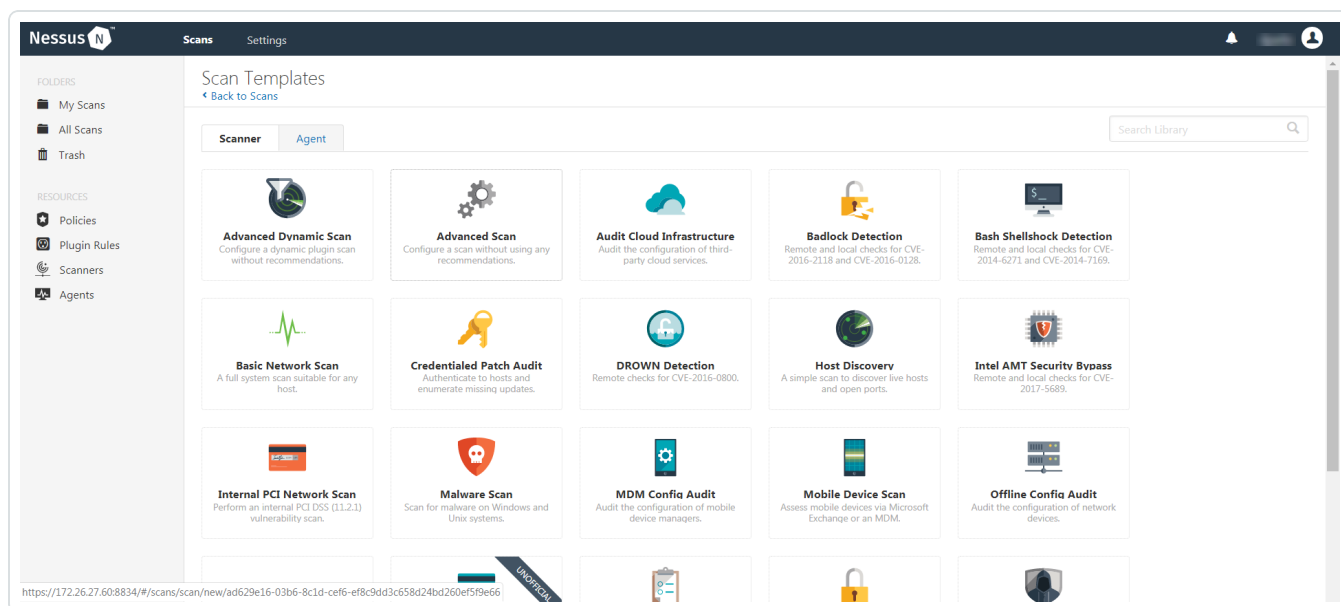 Nessus N
Scans Settings
FOLDERS
My Scans
All Scans
Trash
RESOURCES
Policies
Plugin Rules
Scanners
Agents
Scan Templates
Back to Scans
Scanner Agent
Search Library
Advanced Dynamic Scan
Configure a dynamic plugin scan
without recommendations.
Advanced Scan
Configure a scan without using any
recommendations.
Audit Cloud Infrastructure
Audit the configuration of third-
party cloud services.
Badlock Detection
Remote and local checks for CVE-
2016-2118 and CVE-2016-0128.
$_
Bash Shellshock Detection
Remote and local checks for CVE-
2014-6271 and CVE-2014-7169.
Basic Network Scan
A full system scan suitable for any
host.
Credentialed Patch Audit
Authenticate to hosts and
enumerate missing updates.
DROWN Detection
Remote checks for CVE-2016-0800.
Host Discovery
A simple scan to discover live hosts
and open ports.
Intel AMT Security Bypass
Remote and local checks for CVE-
2017-5689.
Internal PCI Network Scan
Perform an internal PCI DSS (11.2.1)
vulnerability scan.
Malware Scan
Scan for malware on Windows and
Unix systems.
MDM Config Audit
Audit the configuration of mobile
device managers.
Mobile Device Scan
Assess mobile devices via Microsoft
Exchange or an MDM.
Offline Config Audit
Audit the configuration of network
devices.
UNOFFICIAL
https://172.26.27.60:8834/#/scans/scan/new/ad629e16-03b6-8c1d-cef6-ef8c9dd3c658d24bd260ef5f9e66